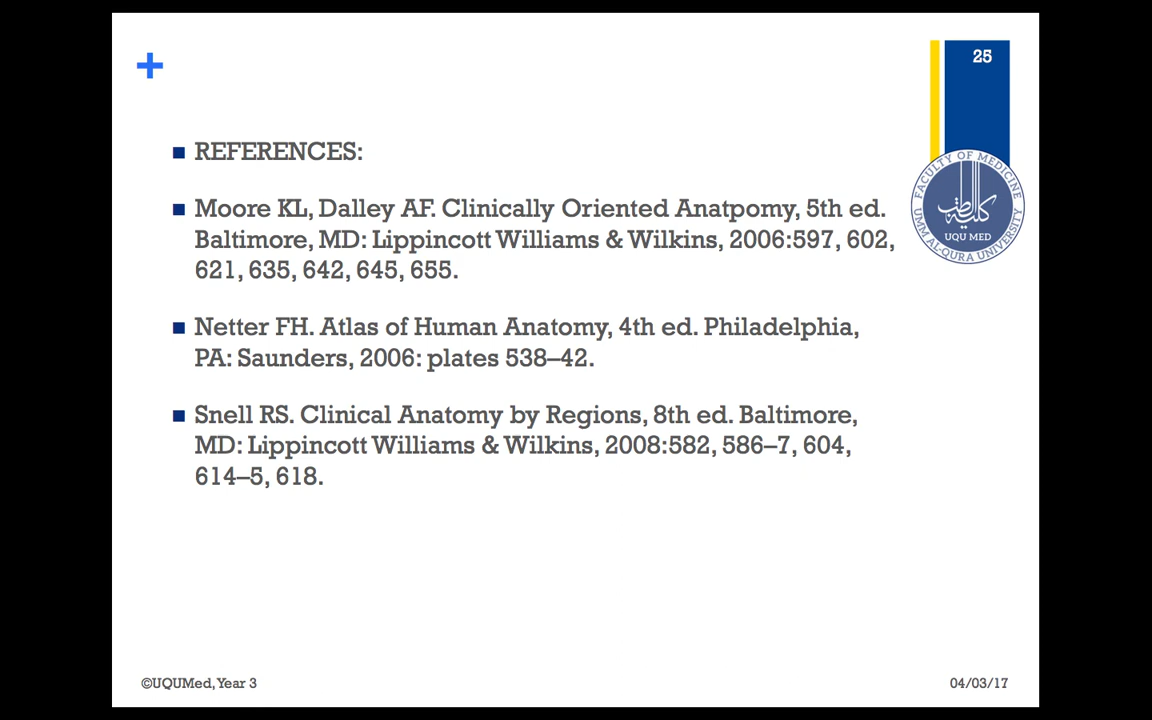 25
REFERENCES:
Moore KL, Dalley AF. Clinically Oriented Anatpomy, 5th ed.
Baltimore, MD: Lippincott Williams & Wilkins, 2006:597, 602,
621, 635, 642, 645, 655.
Netter FH. Atlas of Human Anatomy, 4th ed. Philadelphia,
PA: Saunders, 2006: plates 538–42.
Snell RS. Clinical Anatomy by Regions, 8th ed. Baltimore,
MD: Lippincott Williams & Wilkins, 2008:582, 586–7, 604,
614–5, 618.
FACULTY OF MEDICINE
كلية الطب
UQU MED
UMM AL-QURA UNIVERSITY
©UQUMed, Year 3
04/03/17